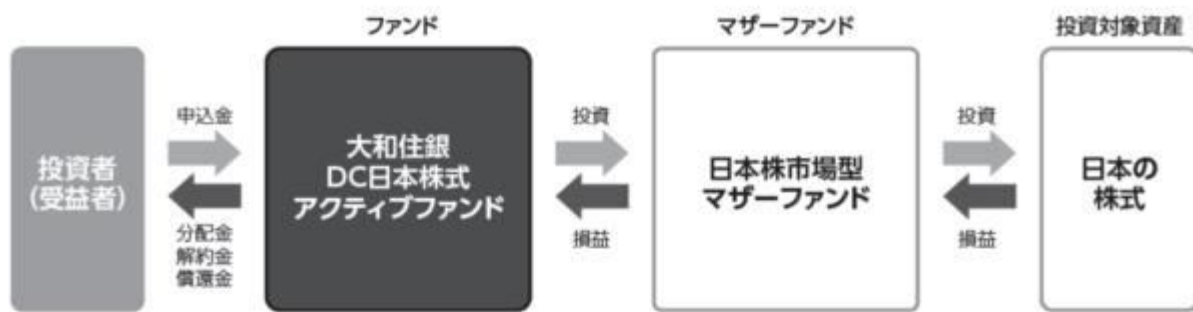 ファンド
マザーファンド
投資対象資産
投資者
(受益者)
申込金
分配金
解約金
償還金
大和住銀
DC日本株式
アクティブファンド
投資
損益
日本株市場型
マザーファンド
投資
損益
日本の
株式